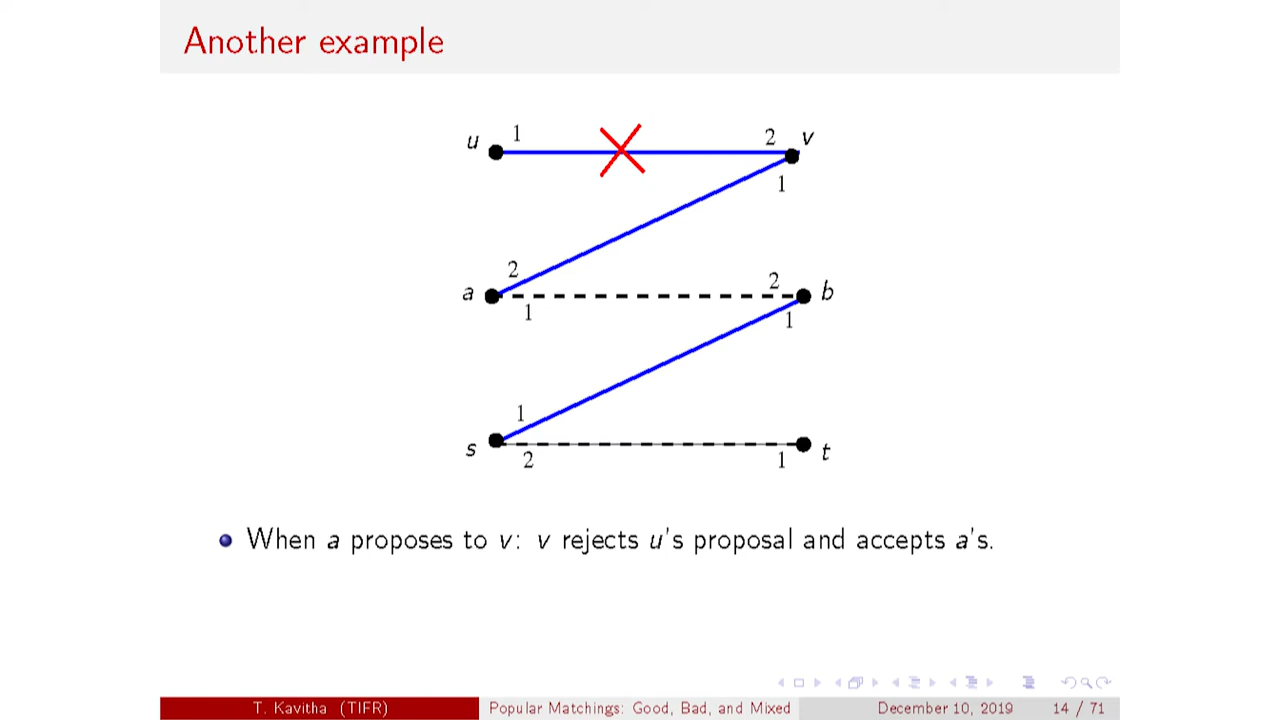 Another example
u 1 2 v
1
2
a 2 b
1 1
1
s 2 1 t
When a proposes to v: v rejects u's proposal and accepts a's.
T. Kavitha (TIFR) Popular Matchings: Good, Bad, and Mixed December 10, 2019 14 / 71